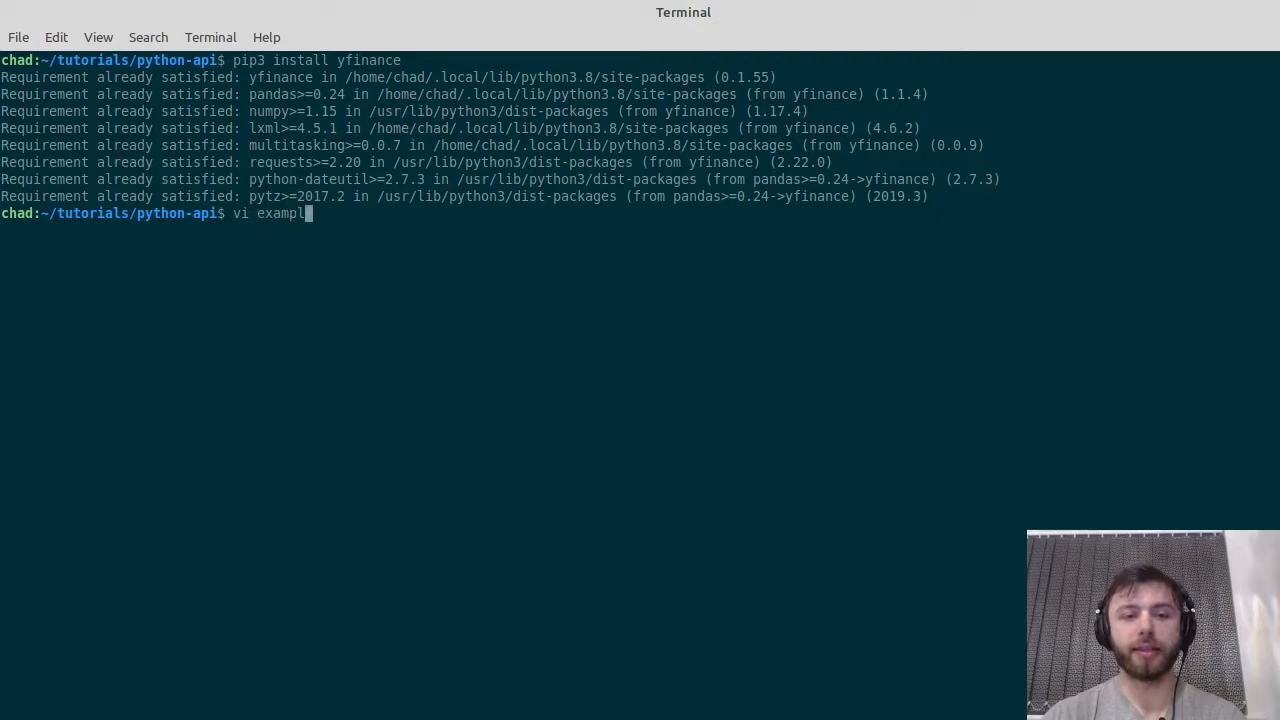 Terminal
File Edit View Search Terminal Help
chad:~/tutorials/python-api$ pip3 install yfinance
Requirement already satisfied: yfinance in /home/chad/.local/lib/python3.8/site-packages (0.1.55)
Requirement already satisfied: pandas>=0.24 in /home/chad/.local/lib/python3.8/site-packages (from yfinance) (1.1.4)
Requirement already satisfied: numpy>=1.15 in /usr/lib/python3/dist-packages (from yfinance) (1.17.4)
Requirement already satisfied: lxml>=4.5.1 in /home/chad/.local/lib/python3.8/site-packages (from yfinance) (4.6.2)
Requirement already satisfied: multitasking>=0.0.7 in /home/chad/.local/lib/python3.8/site-packages (from yfinance) (0.0.9)
Requirement already satisfied: requests>=2.20 in /usr/lib/python3/dist-packages (from yfinance) (2.22.0)
Requirement already satisfied: python-dateutil>=2.7.3 in /usr/lib/python3/dist-packages (from pandas>=0.24->yfinance) (2.7.3)
Requirement already satisfied: pytz>=2017.2 in /usr/lib/python3/dist-packages (from pandas>=0.24->yfinance) (2019.3)
chad:~/tutorials/python-api$ vi exampl